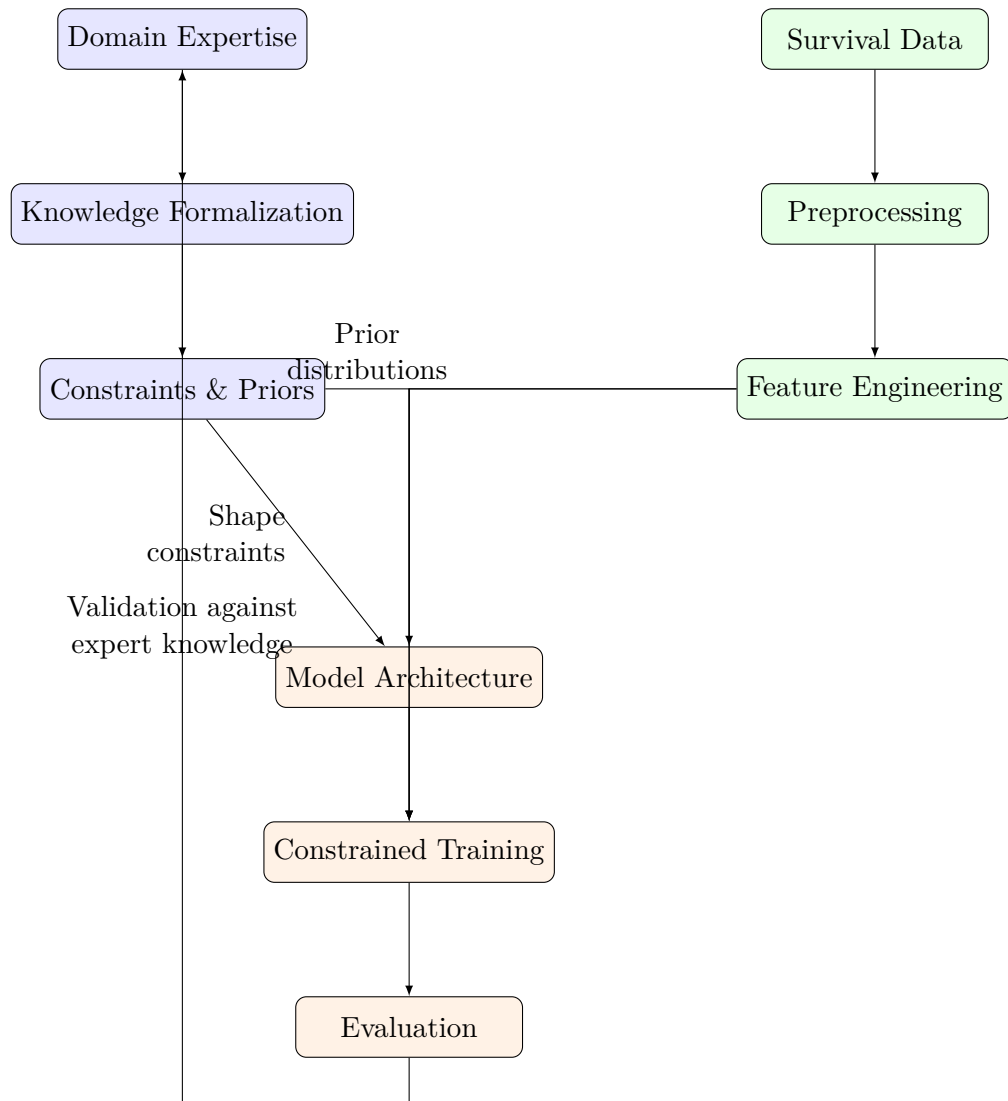 Domain Expertise
Survival Data
Knowledge Formalization
Preprocessing
Prior
distributions
Constraints & Priors
Feature Engineering
Shape
constraints
Validation against
expert knowledge
Model Architecture
Constrained Training
Evaluation